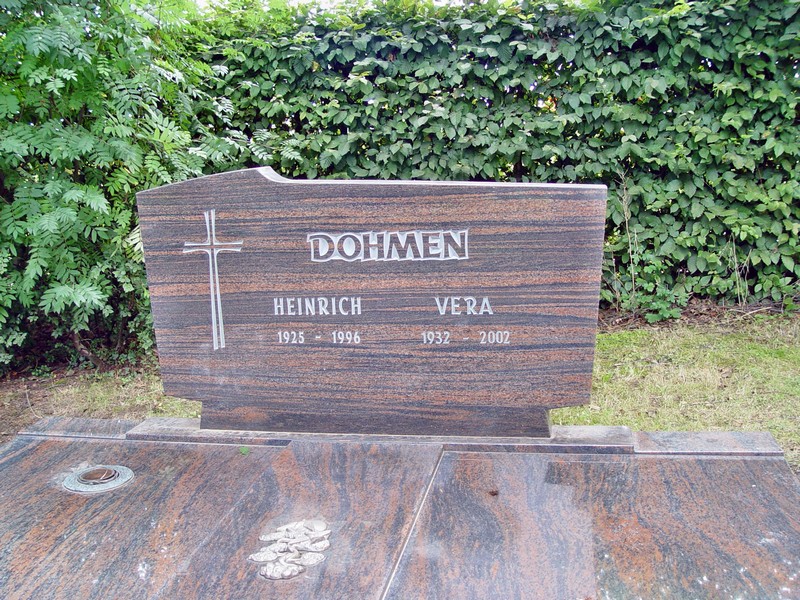 DOHMEN
HEINRICH VERA
1925 - 1996 1932 - 2002